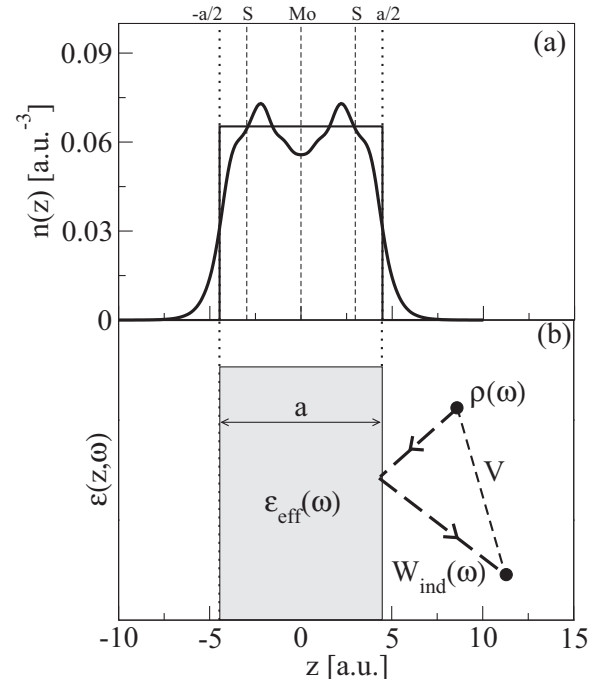 -a/2 S Mo S a/2
(a)
0.09
0.06
0.03
0
n(z) [a.u.⁻³]
(b)
ρ(ω)
a
V
ε_eff(ω)
W_ind(ω)
ε(z,ω)
-10 -5 0 5 10 15
z [a.u.]